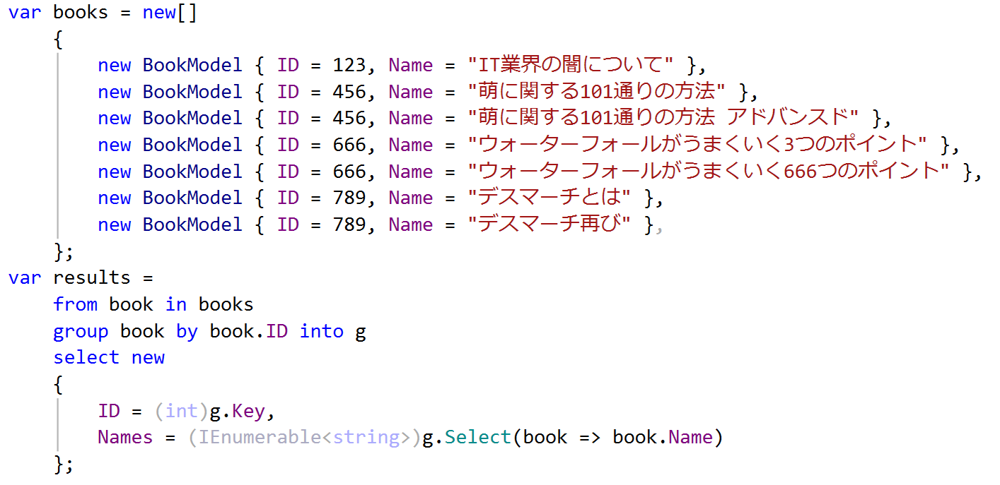 var books = new[]
{
new BookModel { ID = 123, Name = "IT業界の闇について" },
new BookModel { ID = 456, Name = "萌に関する101通りの方法" },
new BookModel { ID = 456, Name = "萌に関する101通りの方法 アドバンスド" },
new BookModel { ID = 666, Name = "ウォーターフォールがうまくいく3つのポイント" },
new BookModel { ID = 666, Name = "ウォーターフォールがうまくいく666つのポイント" },
new BookModel { ID = 789, Name = "デスマーチとは" },
new BookModel { ID = 789, Name = "デスマーチ再び" },
};
var results =
from book in books
group book by book.ID into g
select new
{
ID = (int)g.Key,
Names = (IEnumerable<string>)g.Select(book => book.Name)
};